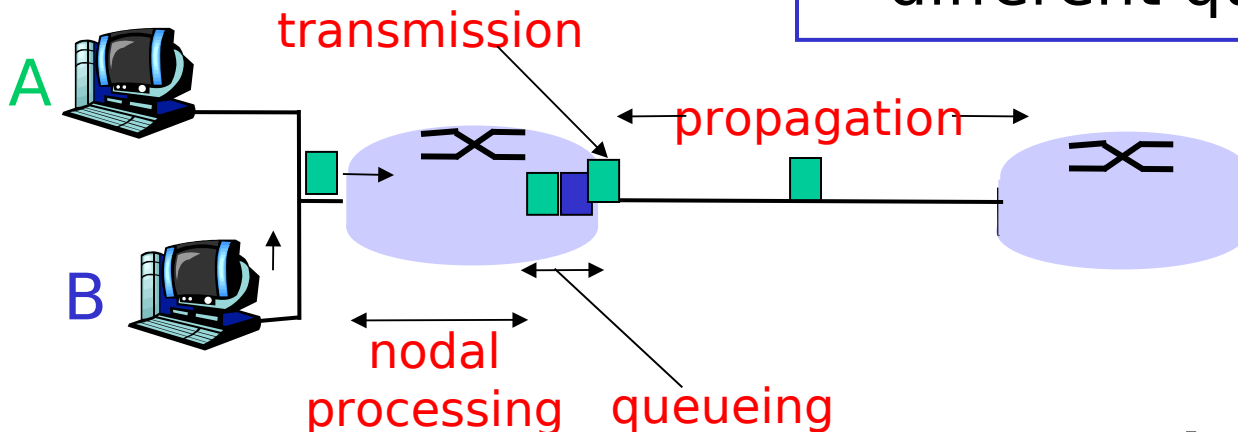 transmission
A
propagation
B
nodal
processing
queueing